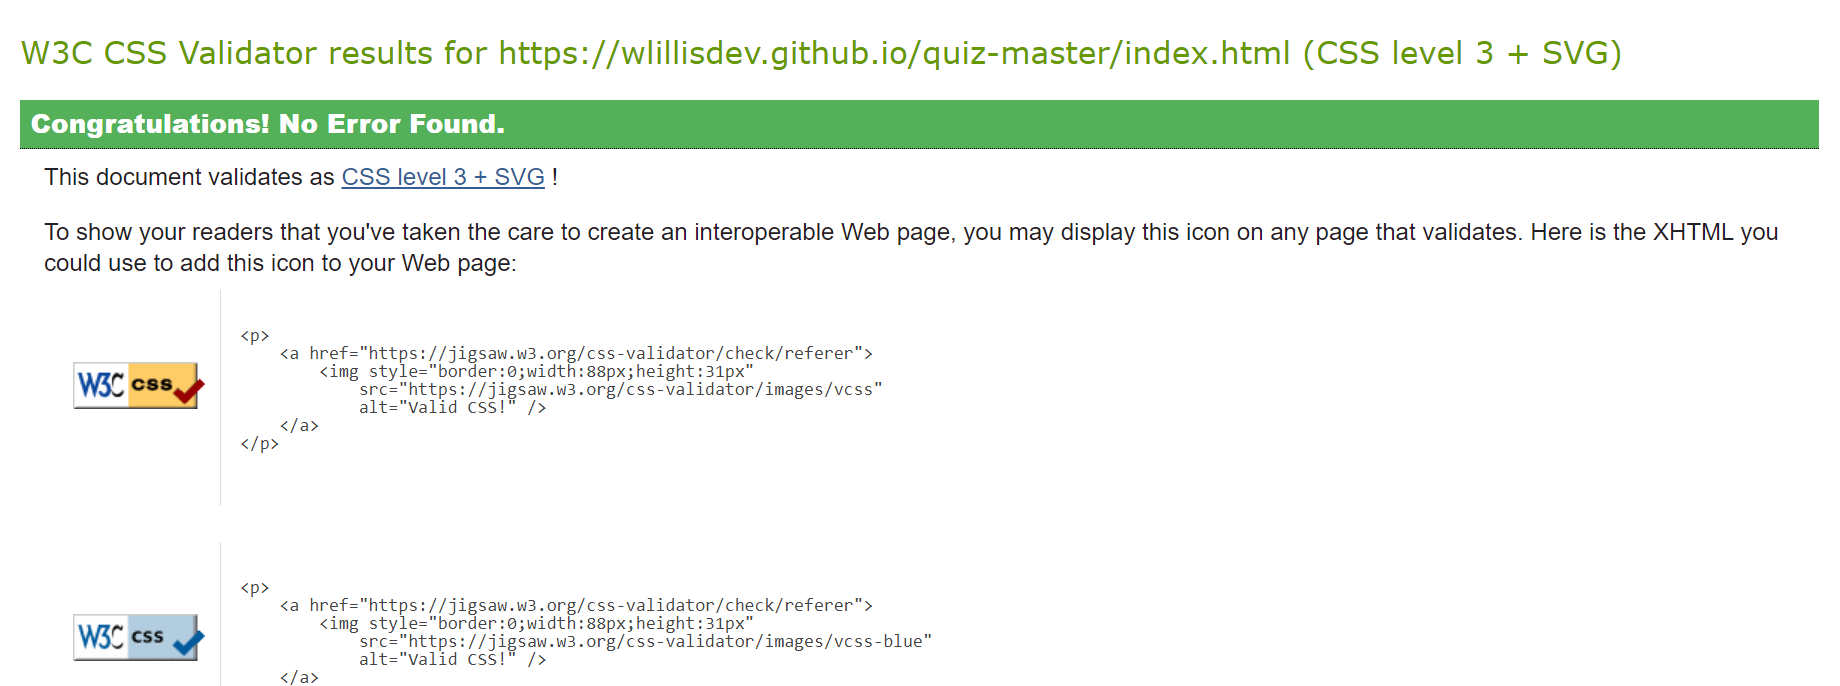 W3C CSS Validator results for https://wlillisdev.github.io/quiz-master/index.html (CSS level 3 + SVG)
Congratulations! No Error Found.
This document validates as CSS level 3 + SVG !
To show your readers that you've taken the care to create an interoperable Web page, you may display this icon on any page that validates. Here is the XHTML you
could use to add this icon to your Web page:
W3C css
<p>
    <a href="https://jigsaw.w3.org/css-validator/check/referer">
        <img style="border:0;width:88px;height:31px"
            src="https://jigsaw.w3.org/css-validator/images/vcss"
            alt="Valid CSS!" />
    </a>
</p>
W3C css
<p>
    <a href="https://jigsaw.w3.org/css-validator/check/referer">
        <img style="border:0;width:88px;height:31px"
            src="https://jigsaw.w3.org/css-validator/images/vcss-blue"
            alt="Valid CSS!" />
    </a>